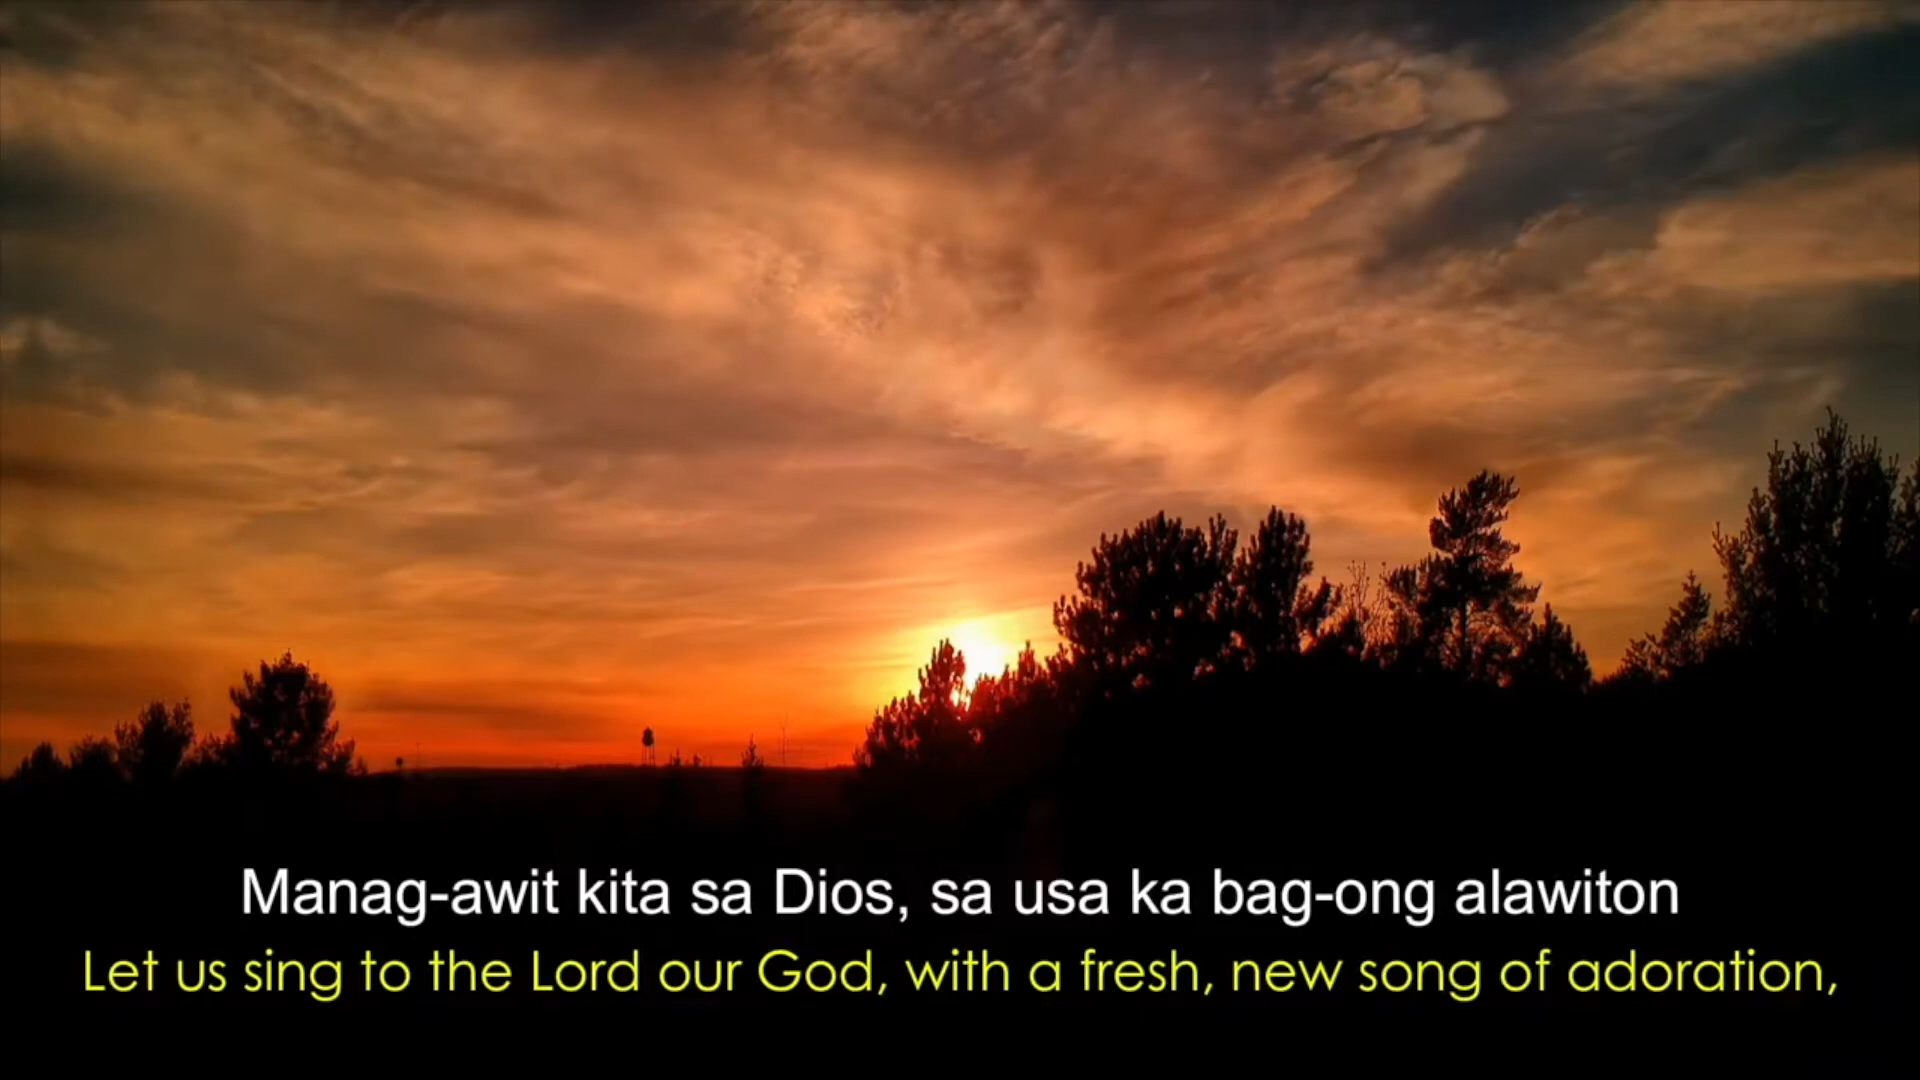 Manag-awit kita sa Dios, sa usa ka bag-ong alawiton
Let us sing to the Lord our God, with a fresh, new song of adoration,